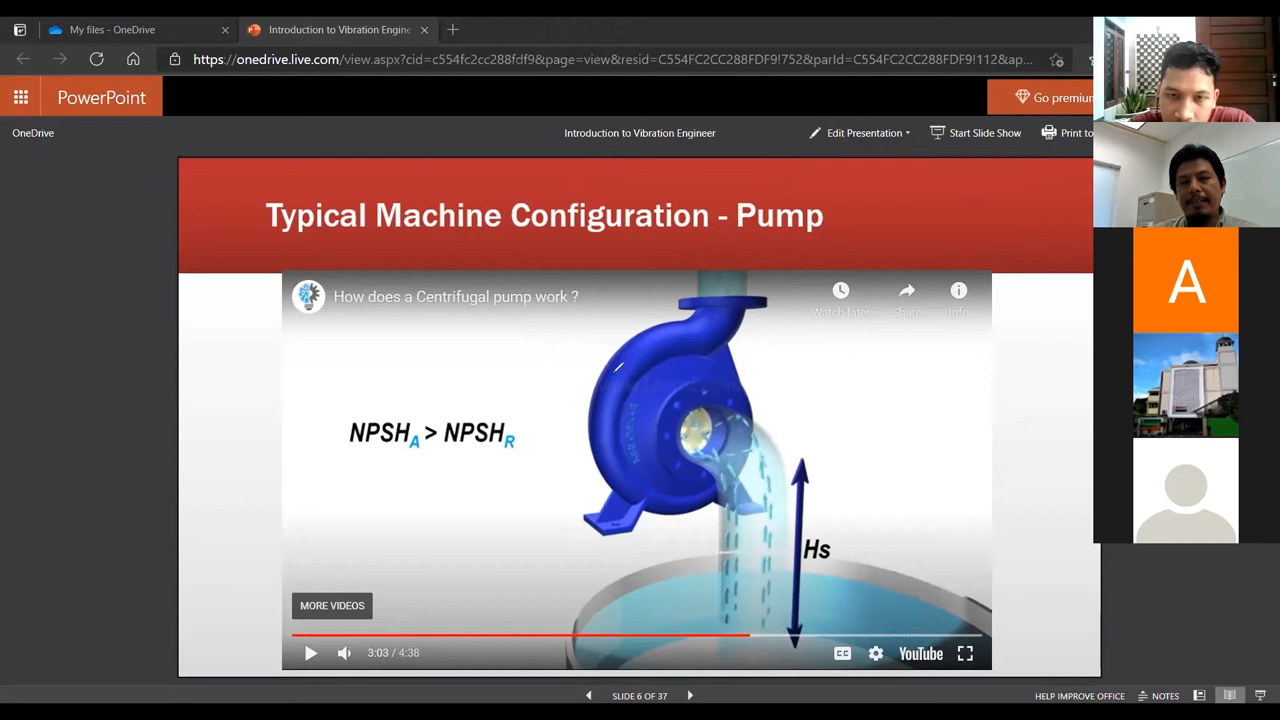 My files - OneDrive
Introduction to Vibration Engine
https://onedrive.live.com/view.aspx?cid=c554fc2cc288fdf9&page=view&resid=C554FC2CC288FDF9!752&parId=C554FC2CC288FDF9!112&ap...
PowerPoint
Go premium
OneDrive
Introduction to Vibration Engineer
Edit Presentation
Start Slide Show
Print to
Typical Machine Configuration - Pump
How does a Centrifugal pump work ?
Watch later
Share
Info
A
NPSHA > NPSHR
Hs
MORE VIDEOS
3:03 / 4:38
CC
YouTube
SLIDE 6 OF 37
HELP IMPROVE OFFICE
NOTES